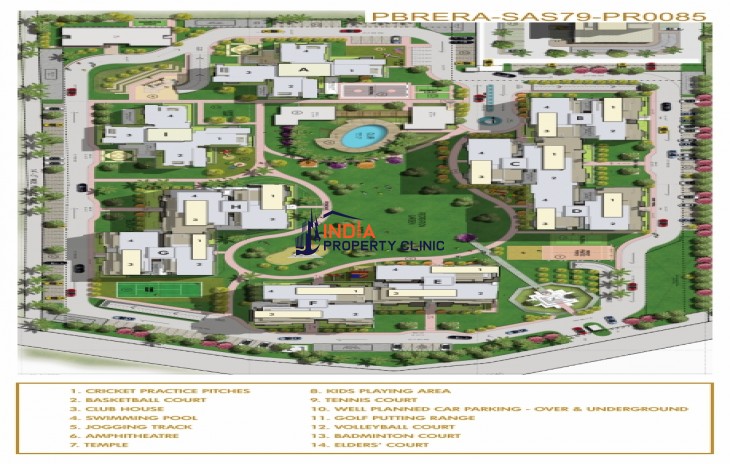 PBRERA-SAS79-PR0085
A
B
I
C
H
D
G
E
F
INDIA
PROPERTY CLINIC
1. CRICKET PRACTICE PITCHES
2. BASKETBALL COURT
3. CLUB HOUSE
4. SWIMMING POOL
5. JOGGING TRACK
6. AMPHITHEATRE
7. TEMPLE
8. KIDS PLAYING AREA
9. TENNIS COURT
10. WELL PLANNED CAR PARKING - OVER & UNDERGROUND
11. GOLF PUTTING RANGE
12. VOLLEYBALL COURT
13. BADMINTON COURT
14. ELDERS' COURT